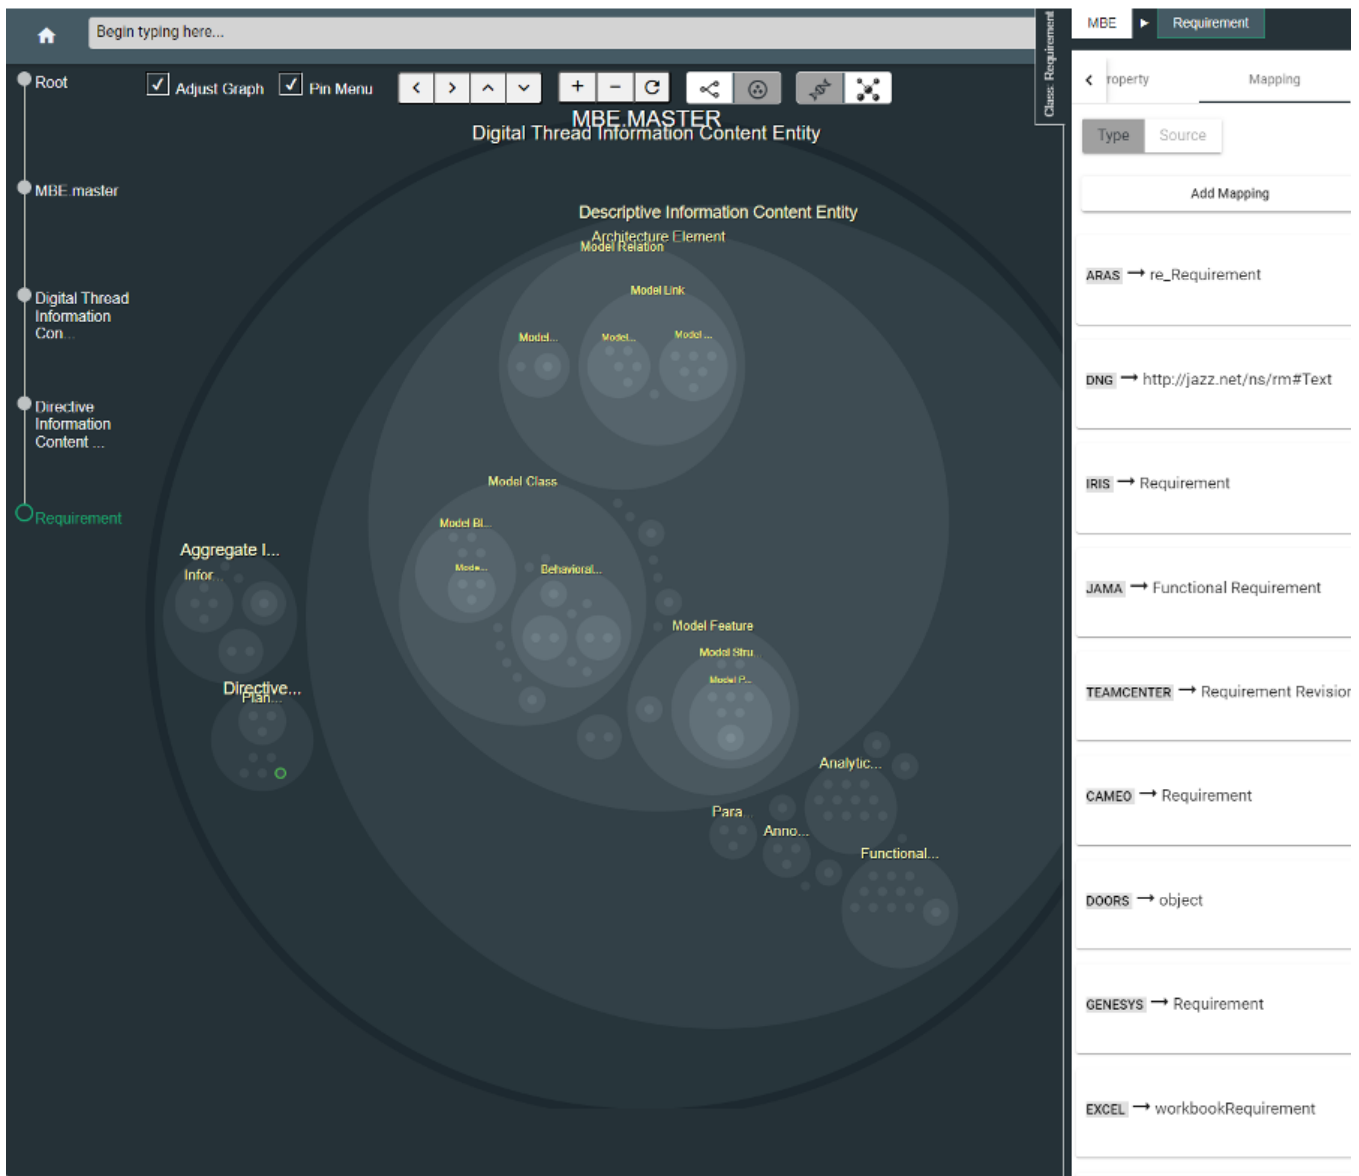 Begin typing here...
Class: Requirement
MBE
Requirement
Root
Adjust Graph
Pin Menu
roperty
Mapping
MBE.MASTER
Digital Thread Information Content Entity
Type
Source
MBE.master
Add Mapping
Descriptive Information Content Entity
Architecture Element
Model Relation
ARAS → re_Requirement
Digital Thread
Information
Con...
Model Link
Model...
Model...
Model ...
DNG → http://jazz.net/ns/rm#Text
Directive
Information
Content ...
Model Class
IRIS → Requirement
Requirement
Model Bl...
Aggregate I...
Infor...
Mode...
Behavioral...
JAMA → Functional Requirement
Model Feature
Model Stru...
Model P...
Directive...
Plan...
TEAMCENTER → Requirement Revision
Analytic...
CAMEO → Requirement
Para...
Anno...
Functional...
DOORS → object
GENESYS → Requirement
EXCEL → workbookRequirement